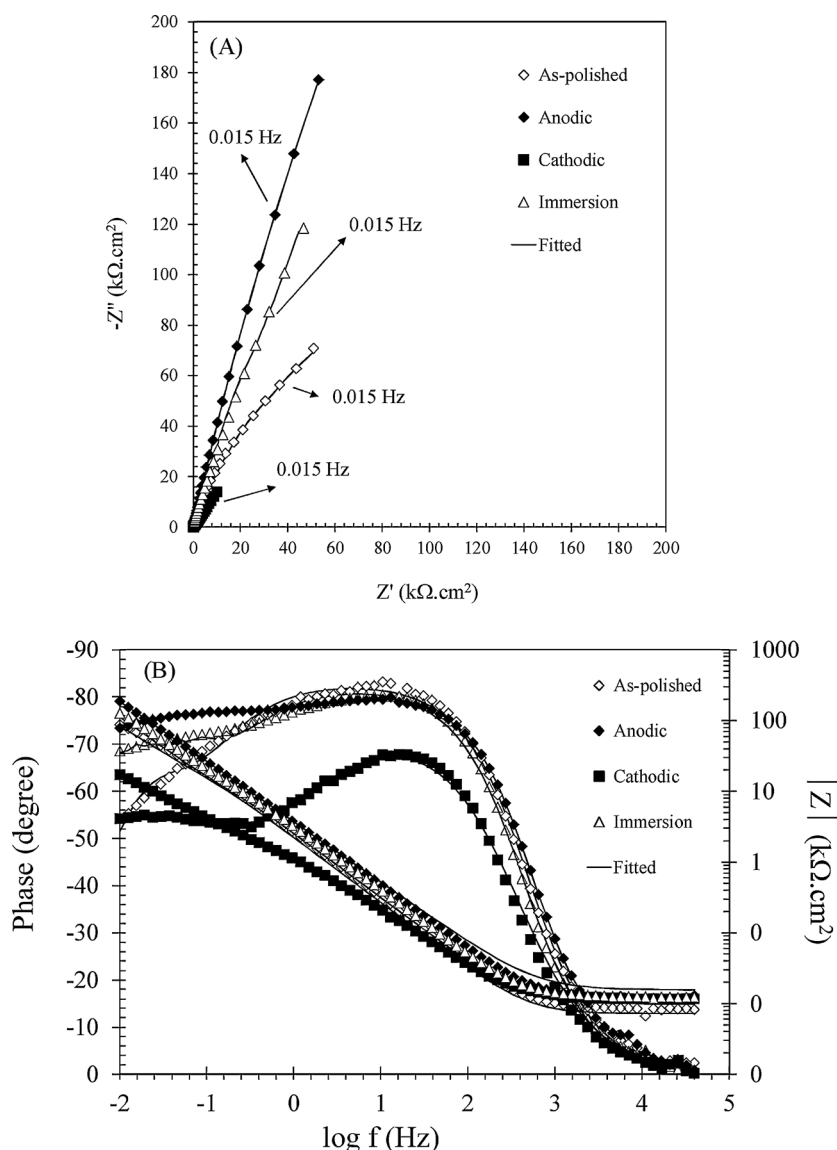 (A)
200
180
160
140
120
100
80
60
40
20
0
-Z'' (kΩ.cm²)
0 20 40 60 80 100 120 140 160 180 200
Z' (kΩ.cm²)
0.015 Hz
0.015 Hz
0.015 Hz
0.015 Hz
As-polished
Anodic
Cathodic
Immersion
Fitted
(B)
-90
-80
-70
-60
-50
-40
-30
-20
-10
0
Phase (degree)
-2 -1 0 1 2 3 4 5
log f (Hz)
As-polished
Anodic
Cathodic
Immersion
Fitted
1000
100
10
1
0
0
0
|Z| (kΩ.cm²)